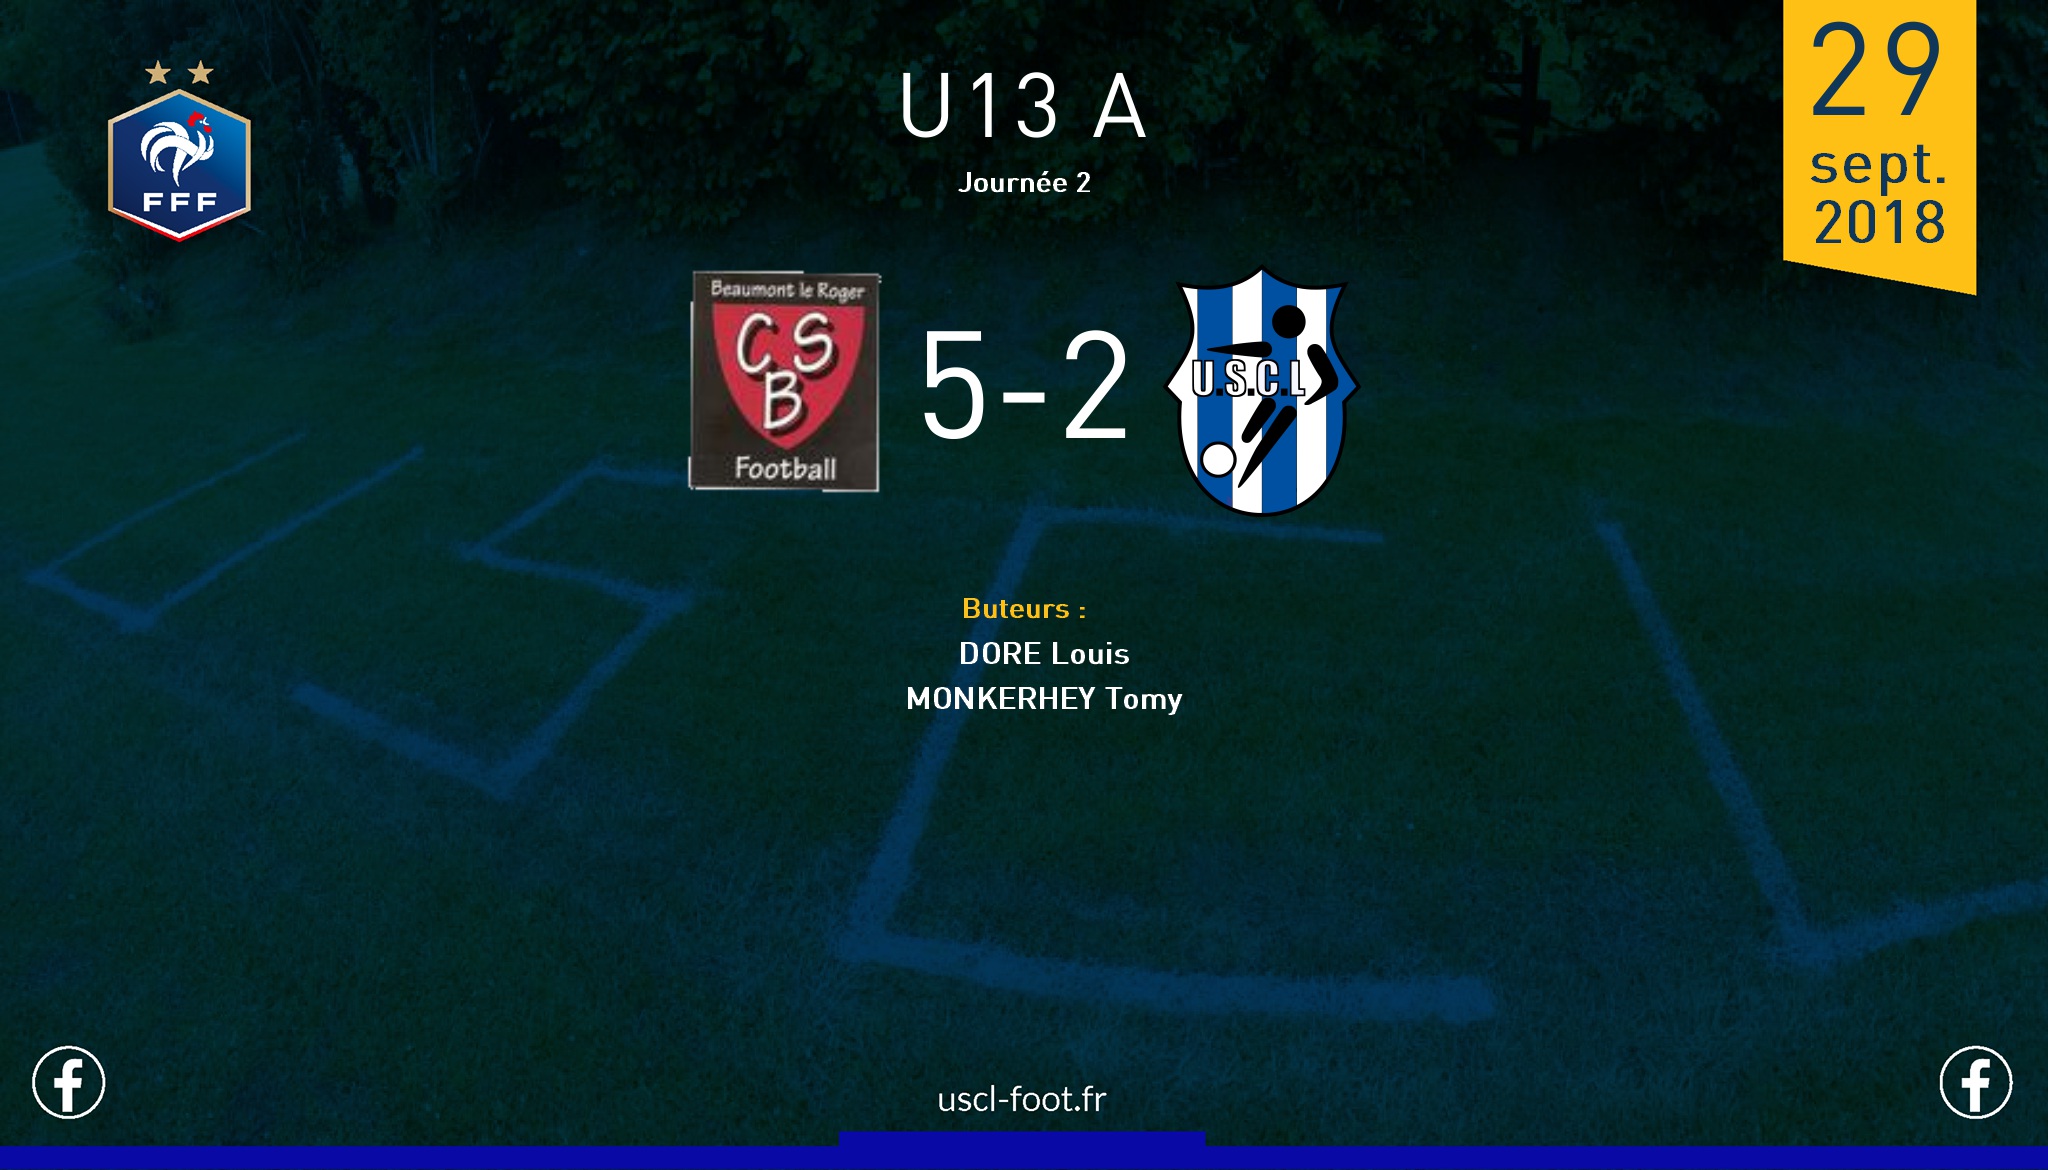 U13 A
Journée 2
29
sept.
2018
FFF
Beaumont le Roger
C S
B
Football
5-2
U.S.C.L
Buteurs :
DORE Louis
MONKERHEY Tomy
USCL
uscl-foot.fr